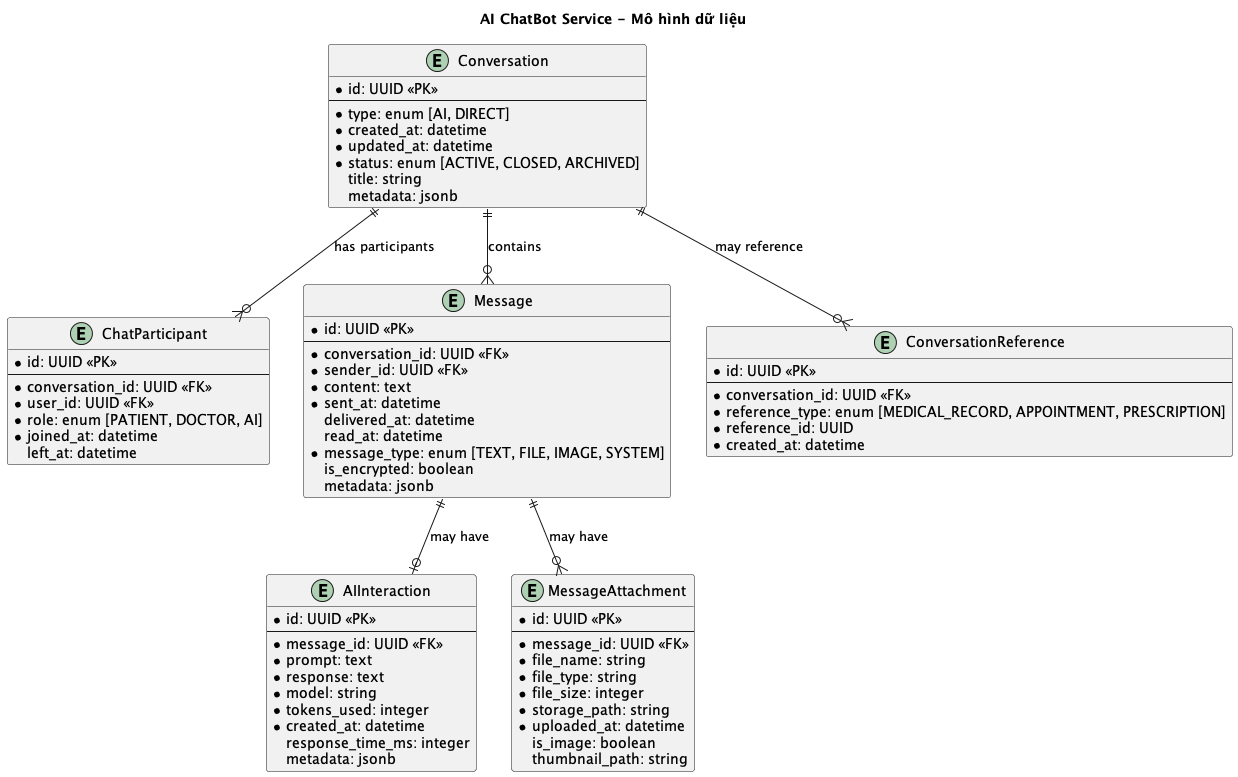 AI ChatBot Service - Mô hình dữ liệu
E Conversation
id: UUID «PK»
type: enum [AI, DIRECT]
created_at: datetime
updated_at: datetime
status: enum [ACTIVE, CLOSED, ARCHIVED]
title: string
metadata: jsonb
has participants
contains
may reference
E ChatParticipant
id: UUID «PK»
conversation_id: UUID «FK»
user_id: UUID «FK»
role: enum [PATIENT, DOCTOR, AI]
joined_at: datetime
left_at: datetime
E Message
id: UUID «PK»
conversation_id: UUID «FK»
sender_id: UUID «FK»
content: text
sent_at: datetime
delivered_at: datetime
read_at: datetime
message_type: enum [TEXT, FILE, IMAGE, SYSTEM]
is_encrypted: boolean
metadata: jsonb
E ConversationReference
id: UUID «PK»
conversation_id: UUID «FK»
reference_type: enum [MEDICAL_RECORD, APPOINTMENT, PRESCRIPTION]
reference_id: UUID
created_at: datetime
may have
may have
E AIInteraction
id: UUID «PK»
message_id: UUID «FK»
prompt: text
response: text
model: string
tokens_used: integer
created_at: datetime
response_time_ms: integer
metadata: jsonb
E MessageAttachment
id: UUID «PK»
message_id: UUID «FK»
file_name: string
file_type: string
file_size: integer
storage_path: string
uploaded_at: datetime
is_image: boolean
thumbnail_path: string